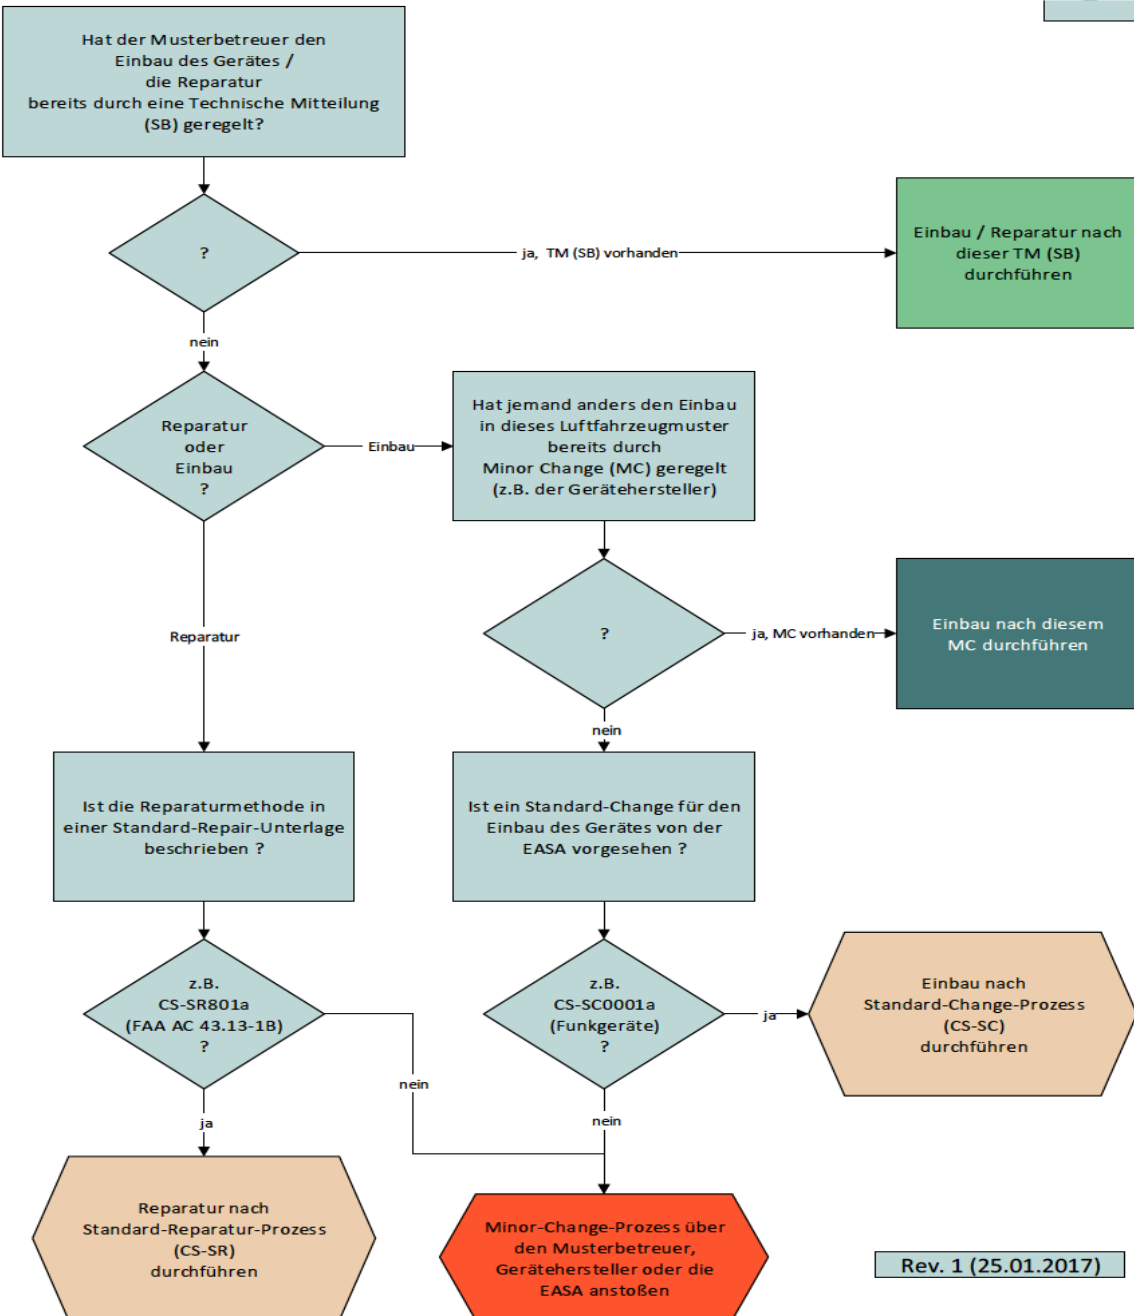 Hat der Musterbetreuer den
Einbau des Gerätes /
die Reparatur
bereits durch eine Technische Mitteilung
(SB) geregelt?
?
ja, TM (SB) vorhanden
Einbau / Reparatur nach
dieser TM (SB)
durchführen
nein
Reparatur
oder
Einbau
?
Einbau
Hat jemand anders den Einbau
in dieses Luftfahrzeugmuster
bereits durch
Minor Change (MC) geregelt
(z.B. der Gerätehersteller)
Reparatur
?
ja, MC vorhanden
Einbau nach diesem
MC durchführen
nein
Ist die Reparaturmethode in
einer Standard-Repair-Unterlage
beschrieben ?
Ist ein Standard-Change für den
Einbau des Gerätes von der
EASA vorgesehen ?
z.B.
CS-SR801a
(FAA AC 43.13-1B)
?
nein
ja
z.B.
CS-SC0001a
(Funkgeräte)
?
ja
Einbau nach
Standard-Change-Prozess
(CS-SC)
durchführen
nein
Reparatur nach
Standard-Reparatur-Prozess
(CS-SR)
durchführen
Minor-Change-Prozess über
den Musterbetreuer,
Gerätehersteller oder die
EASA anstoßen
Rev. 1 (25.01.2017)